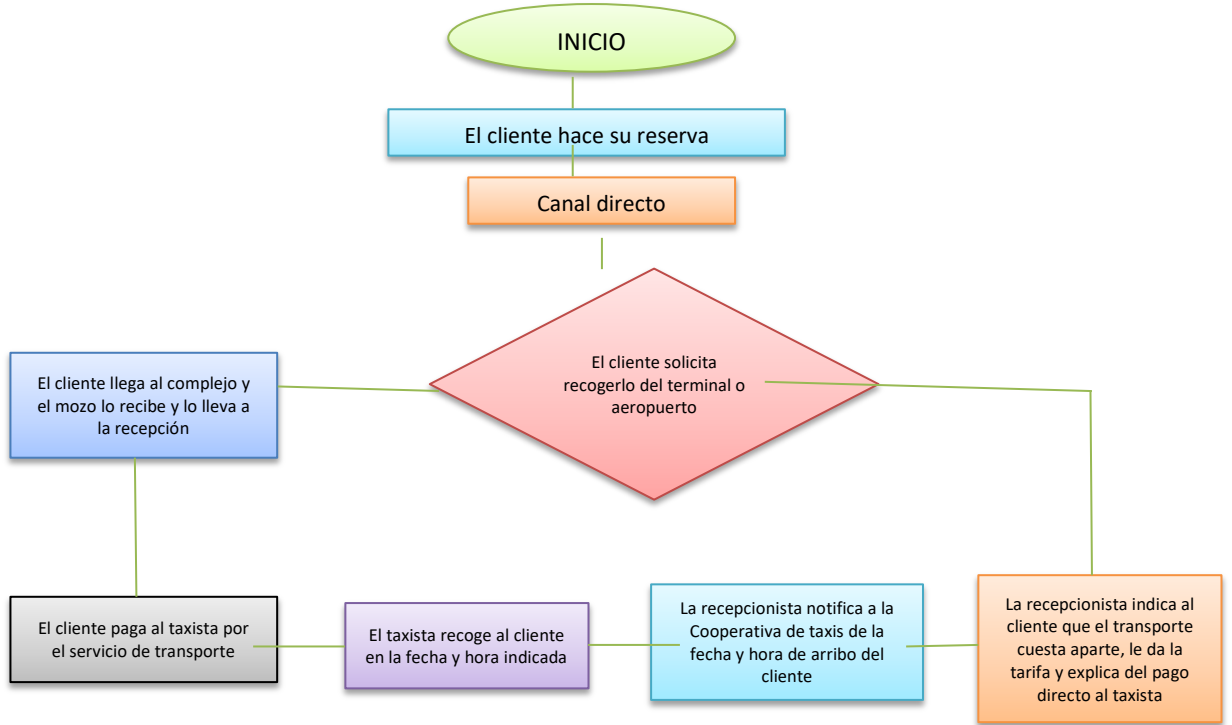 INICIO
El cliente hace su reserva
Canal directo
El cliente solicita
recogerlo del terminal o
aeropuerto
El cliente llega al complejo y
el mozo lo recibe y lo lleva a
la recepción
El cliente paga al taxista por
el servicio de transporte
El taxista recoge al cliente
en la fecha y hora indicada
La recepcionista notifica a la
Cooperativa de taxis de la
fecha y hora de arribo del
cliente
La recepcionista indica al
cliente que el transporte
cuesta aparte, le da la
tarifa y explica del pago
directo al taxista